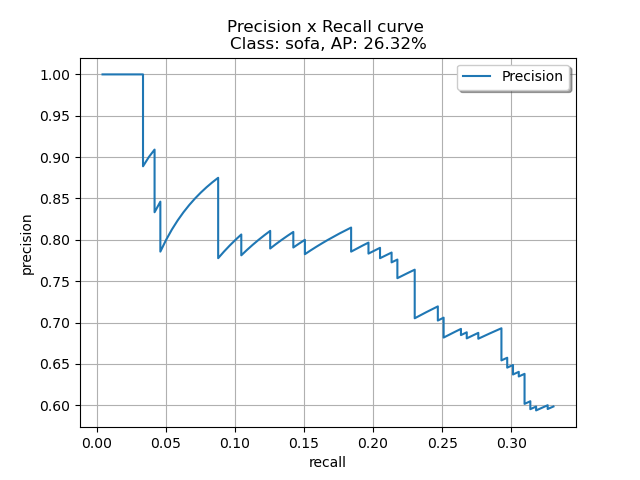 Precision x Recall curve
Class: sofa, AP: 26.32%
Precision
precision
1.00
0.95
0.90
0.85
0.80
0.75
0.70
0.65
0.60
0.00 0.05 0.10 0.15 0.20 0.25 0.30
recall